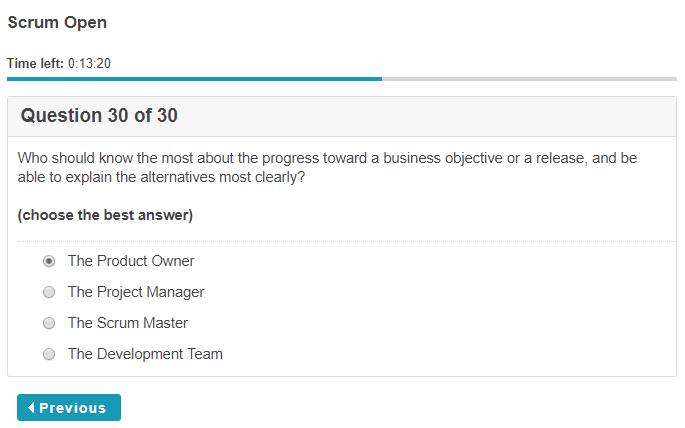 Scrum Open
Time left: 0:13:20
Question 30 of 30
Who should know the most about the progress toward a business objective or a release, and be
able to explain the alternatives most clearly?
(choose the best answer)
The Product Owner
The Project Manager
The Scrum Master
The Development Team
Previous